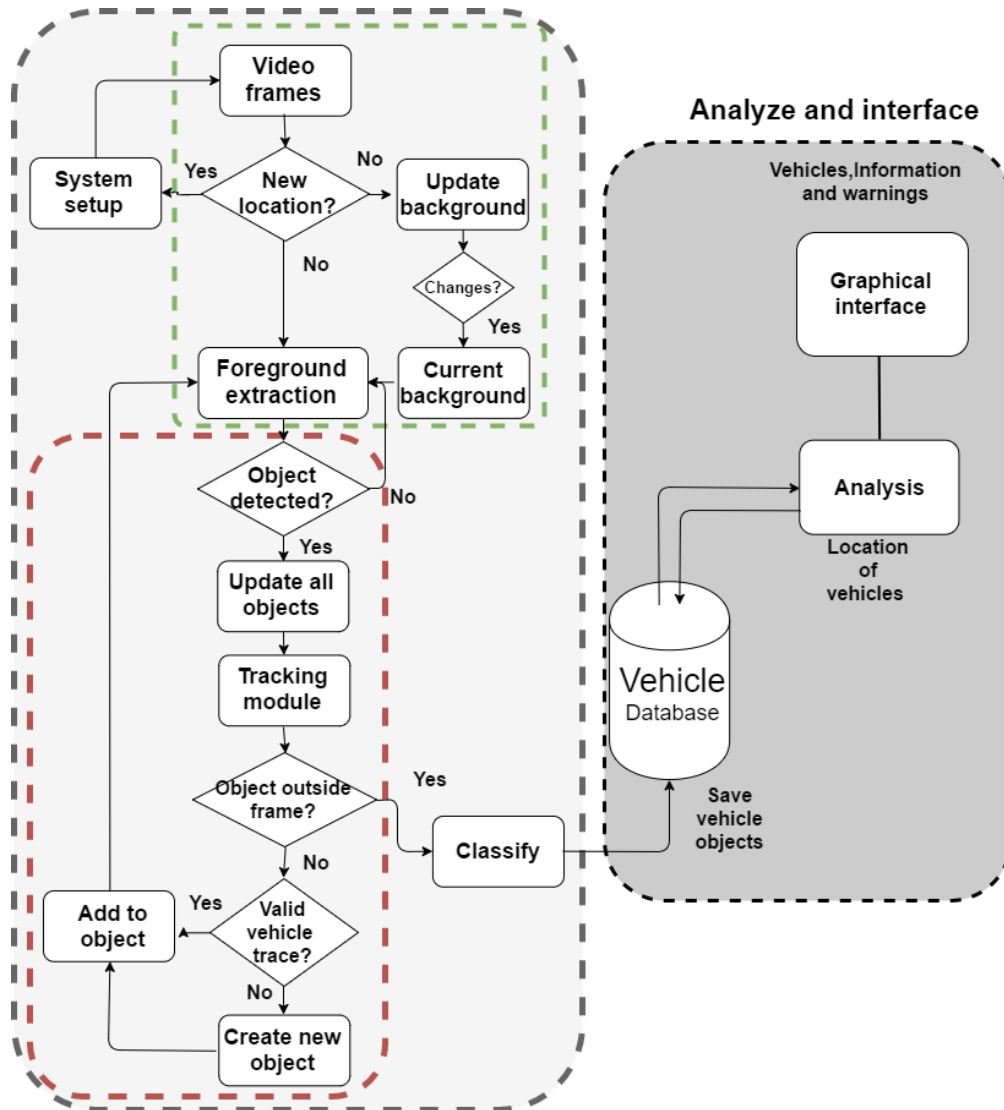 Video
frames
Yes
No
System
setup
New
location?
Update
background
No
Changes?
Yes
Foreground
extraction
Current
background
Object
detected?
No
Yes
Update all
objects
Tracking
module
Object outside
frame?
Yes
Classify
No
Yes
Add to
object
Valid
vehicle
trace?
No
Create new
object
Analyze and interface
Vehicles,Information
and warnings
Graphical
interface
Analysis
Location
of
vehicles
Vehicle
Database
Save
vehicle
objects